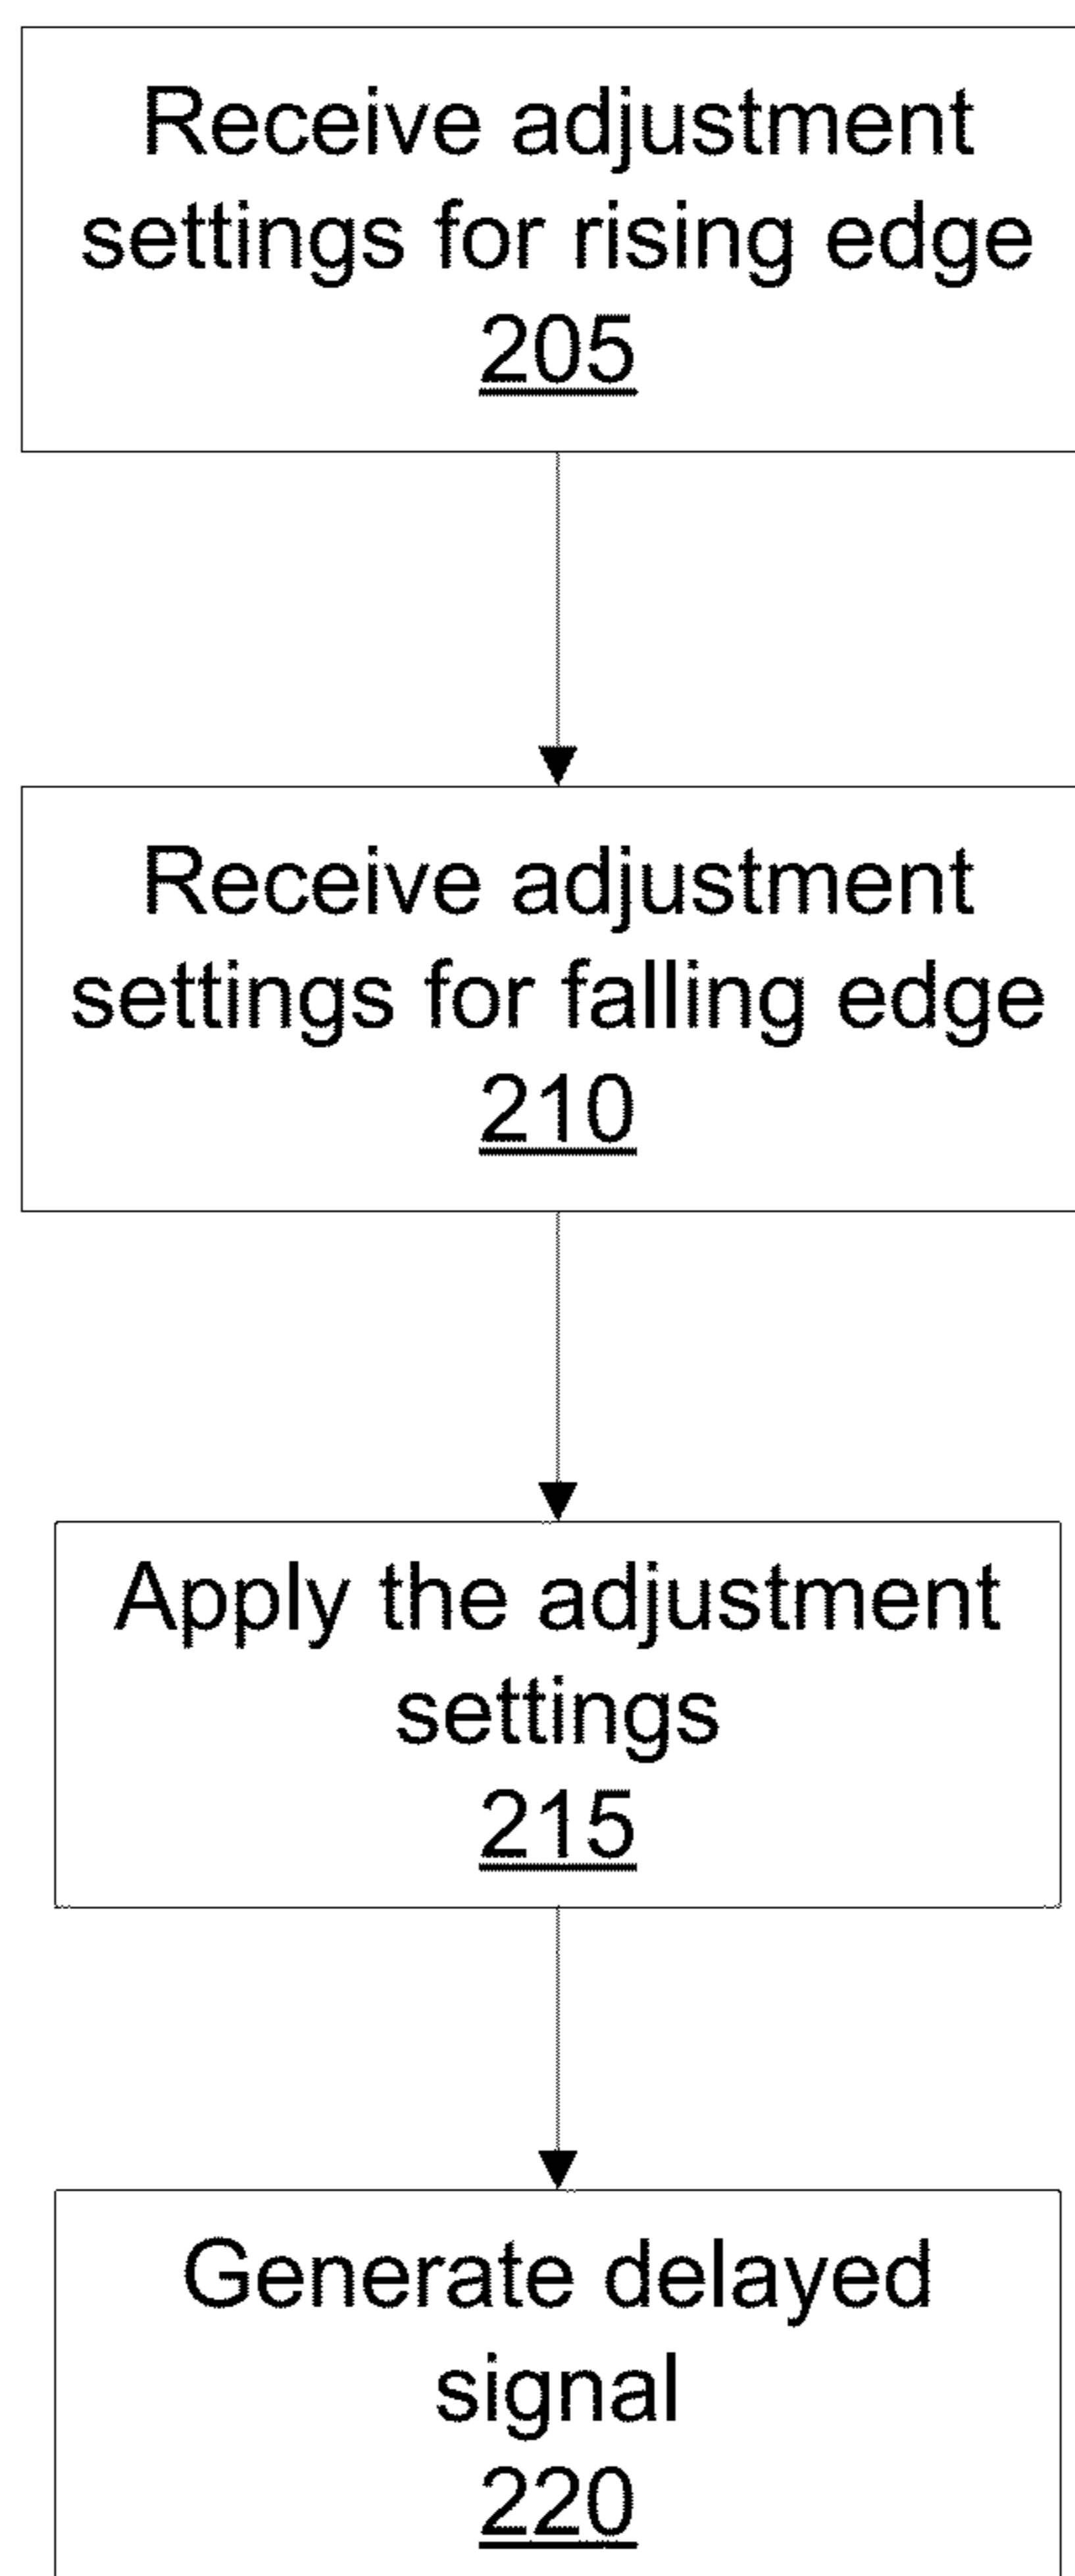 Receive adjustment
settings for rising edge
205
Receive adjustment
settings for falling edge
210
Apply the adjustment
settings
215
Generate delayed
signal
220